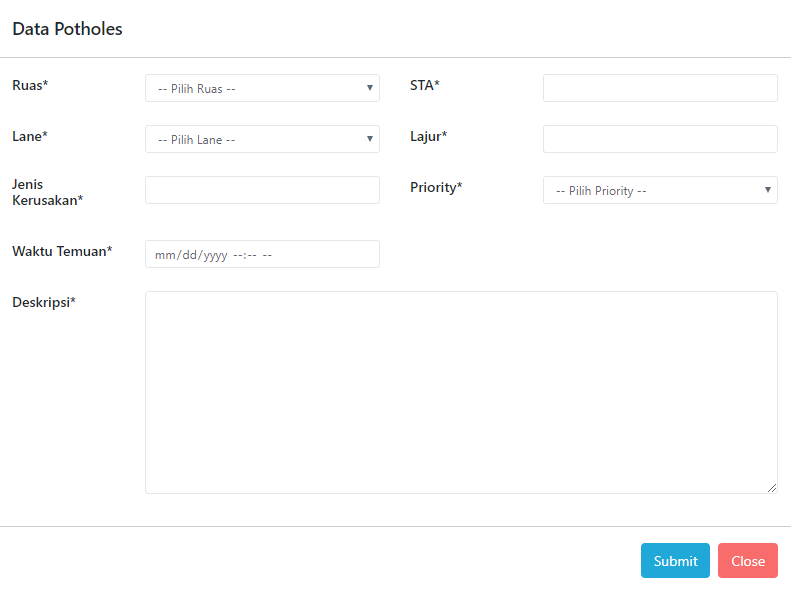 Data Potholes
Ruas*
-- Pilih Ruas --
STA*
Lane*
-- Pilih Lane --
Lajur*
Jenis
Kerusakan*
Priority*
-- Pilih Priority --
Waktu Temuan*
mm/dd/yyyy --:-- --
Deskripsi*
Submit
Close